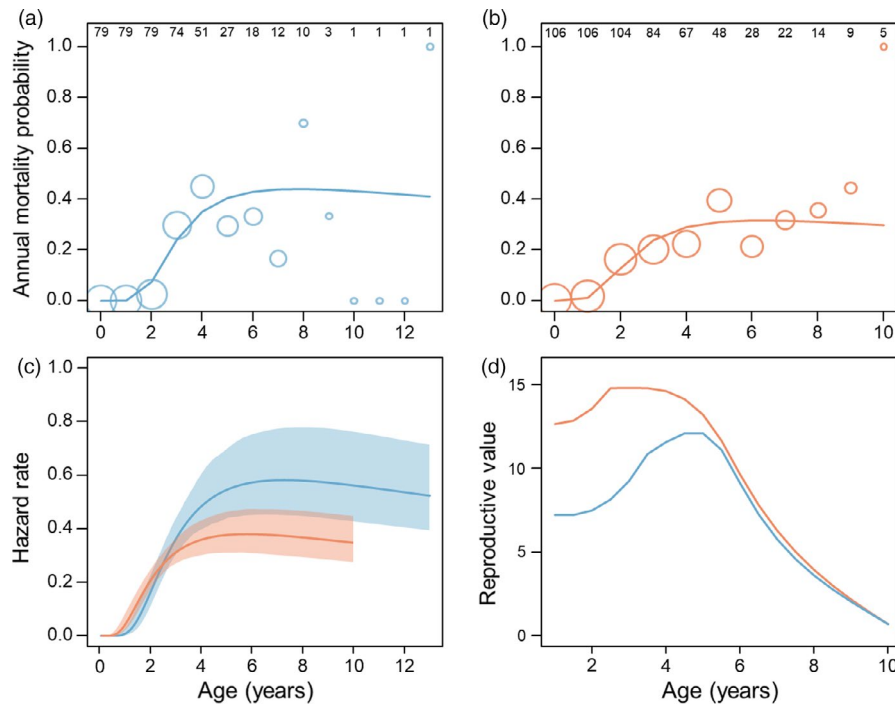 (a)
79 79 79 74 51 27 18 12 10 3 1 1 1 1
1.0
0.8
0.6
0.4
0.2
0.0
Annual mortality probability
0 2 4 6 8 10 12
(b)
106 106 104 84 67 48 28 22 14 9 5
1.0
0.8
0.6
0.4
0.2
0.0
0 2 4 6 8 10
(c)
1.0
0.8
0.6
0.4
0.2
0.0
Hazard rate
0 2 4 6 8 10 12
Age (years)
(d)
15
10
5
0
Reproductive value
2 4 6 8 10
Age (years)